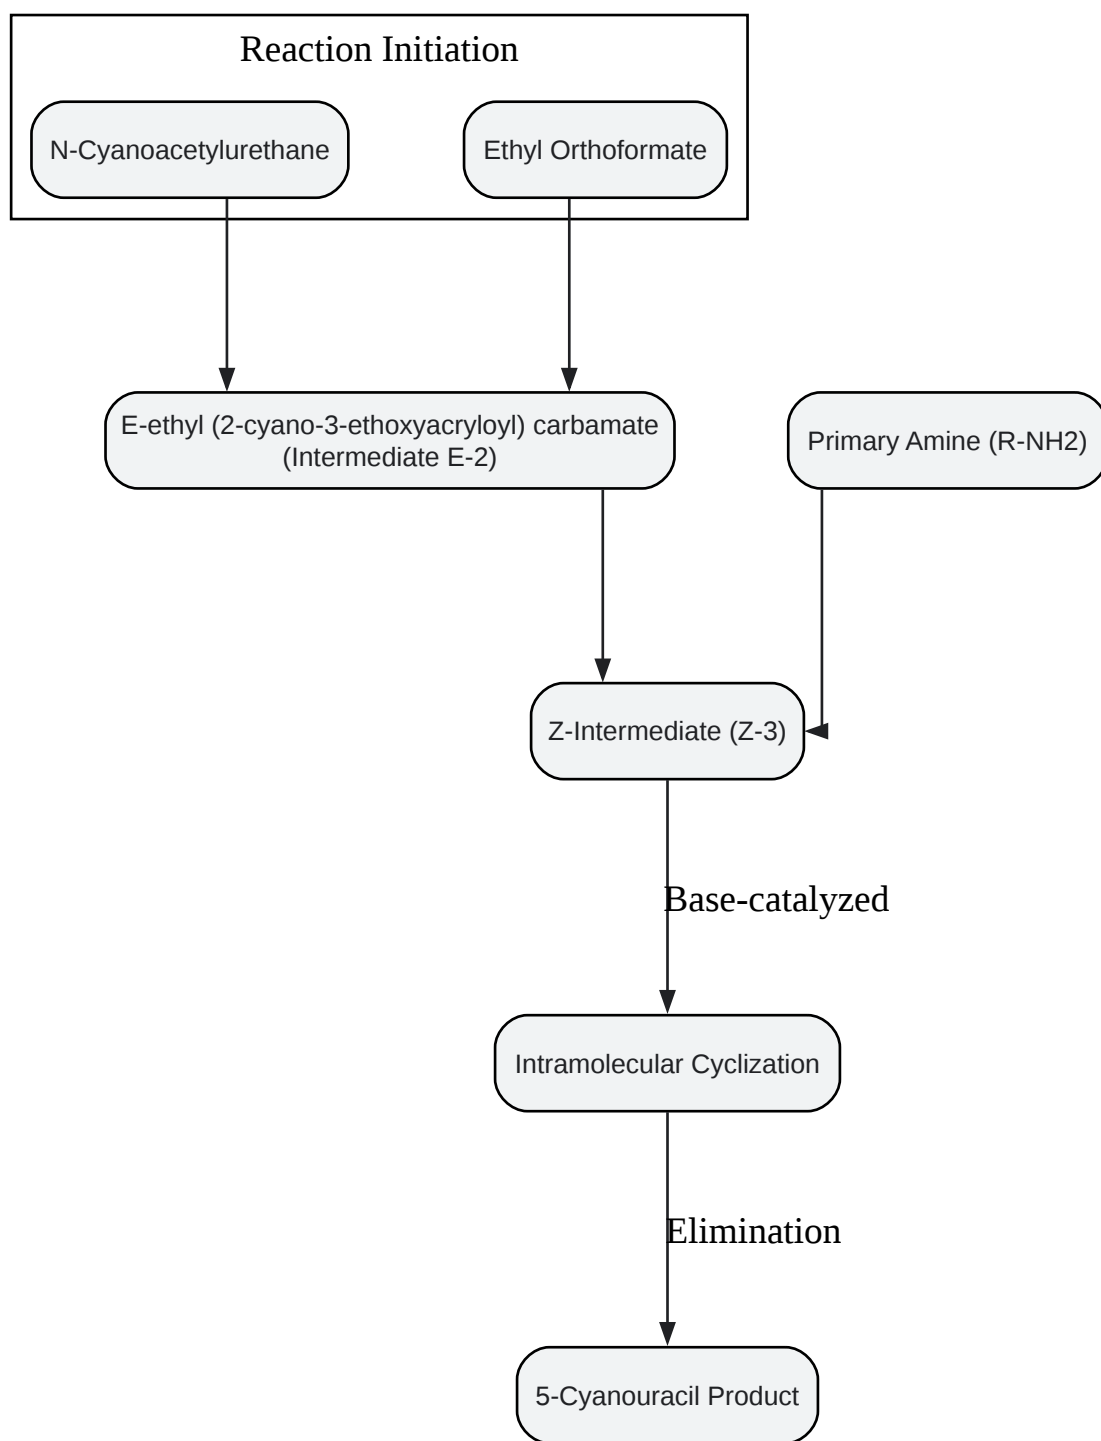 Reaction Initiation
N-Cyanoacetylurethane
Ethyl Orthoformate
E-ethyl (2-cyano-3-ethoxyacryloyl) carbamate
(Intermediate E-2)
Primary Amine (R-NH2)
Z-Intermediate (Z-3)
Base-catalyzed
Intramolecular Cyclization
Elimination
5-Cyanouracil Product